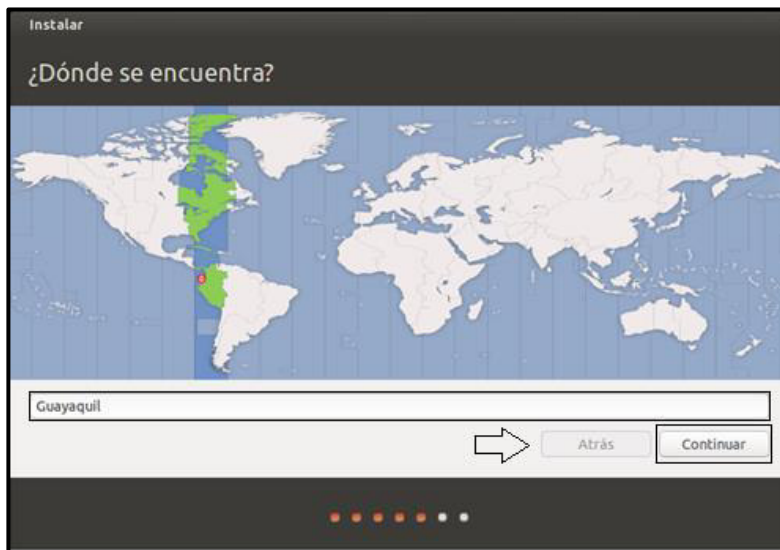 Instalar
¿Dónde se encuentra?
Guayaquil
Atrás
Continuar